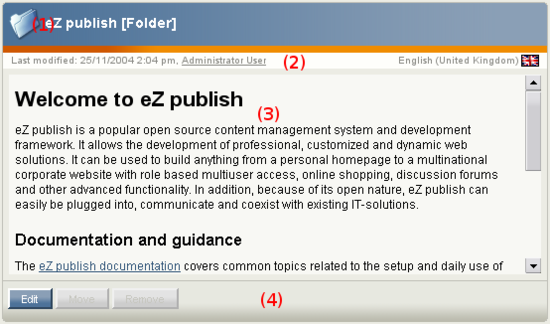 (1) eZ publish [Folder]
Last modified: 25/11/2004 2:04 pm, Administrator User (2) English (United Kingdom)
Welcome to eZ publish
(3)
eZ publish is a popular open source content management system and development
framework. It allows the development of professional, customized and dynamic web
solutions. It can be used to build anything from a personal homepage to a multinational
corporate website with role based multiuser access, online shopping, discussion forums
and other advanced functionality. In addition, because of its open nature, eZ publish can
easily be plugged into, communicate and coexist with existing IT-solutions.
Documentation and guidance
The eZ publish documentation covers common topics related to the setup and daily use of
Edit Move Remove (4)